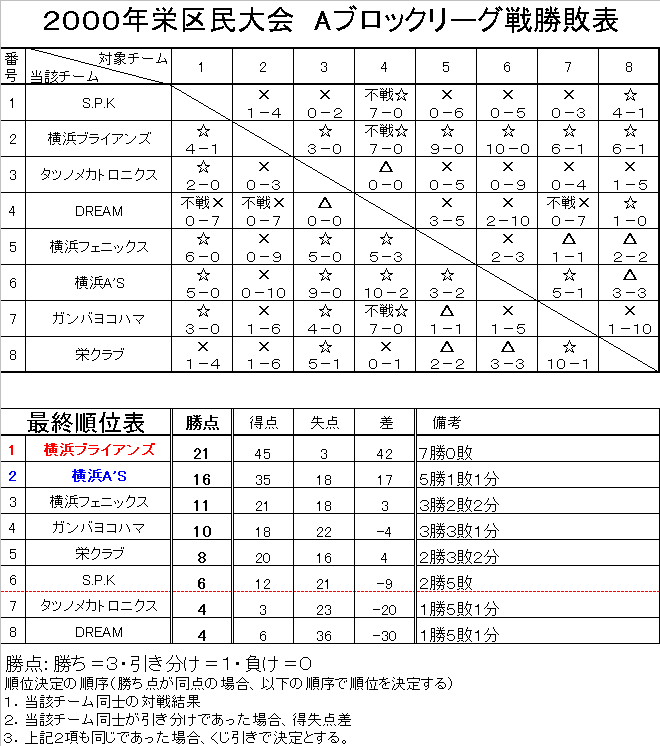 2000年栄区民大会 Aブロックリーグ戦勝敗表
番号 対象チーム 当該チーム 1 2 3 4 5 6 7 8
1 S.P.K × 1-4 × 0-2 不戦☆ 7-0 × 0-6 × 0-5 × 0-3 ☆ 4-1
2 横浜ブライアンズ ☆ 4-1 ☆ 3-0 不戦☆ 7-0 ☆ 9-0 ☆ 10-0 ☆ 6-1 ☆ 6-1
3 タツノメカトロニクス ☆ 2-0 × 0-3 △ 0-0 × 0-5 × 0-9 × 0-4 × 1-5
4 DREAM 不戦× 0-7 不戦× 0-7 △ 0-0 × 3-5 × 2-10 不戦× 0-7 ☆ 1-0
5 横浜フェニックス ☆ 6-0 × 0-9 ☆ 5-0 ☆ 5-3 × 2-3 △ 1-1 △ 2-2
6 横浜A'S ☆ 5-0 × 0-10 ☆ 9-0 ☆ 10-2 ☆ 3-2 ☆ 5-1 △ 3-3
7 ガンバヨコハマ ☆ 3-0 × 1-6 ☆ 4-0 不戦☆ 7-0 △ 1-1 × 1-5 × 1-10
8 栄クラブ × 1-4 × 1-6 ☆ 5-1 × 0-1 △ 2-2 △ 3-3 ☆ 10-1
最終順位表 勝点 得点 失点 差 備考
1 横浜ブライアンズ 21 45 3 42 7勝0敗
2 横浜A'S 16 35 18 17 5勝1敗1分
3 横浜フェニックス 11 21 18 3 3勝2敗2分
4 ガンバヨコハマ 10 18 22 -4 3勝3敗1分
5 栄クラブ 8 20 16 4 2勝3敗2分
6 S.P.K 6 12 21 -9 2勝5敗
7 タツノメカトロニクス 4 3 23 -20 1勝5敗1分
8 DREAM 4 6 36 -30 1勝5敗1分
勝点:勝ち=3・引き分け=1・負け=0
順位決定の順序(勝ち点が同点の場合、以下の順序で順位を決定する)
1.当該チーム同士の対戦結果
2.当該チーム同士が引き分けであった場合、得失点差
3.上記2項も同じであった場合、くじ引きで決定とする。